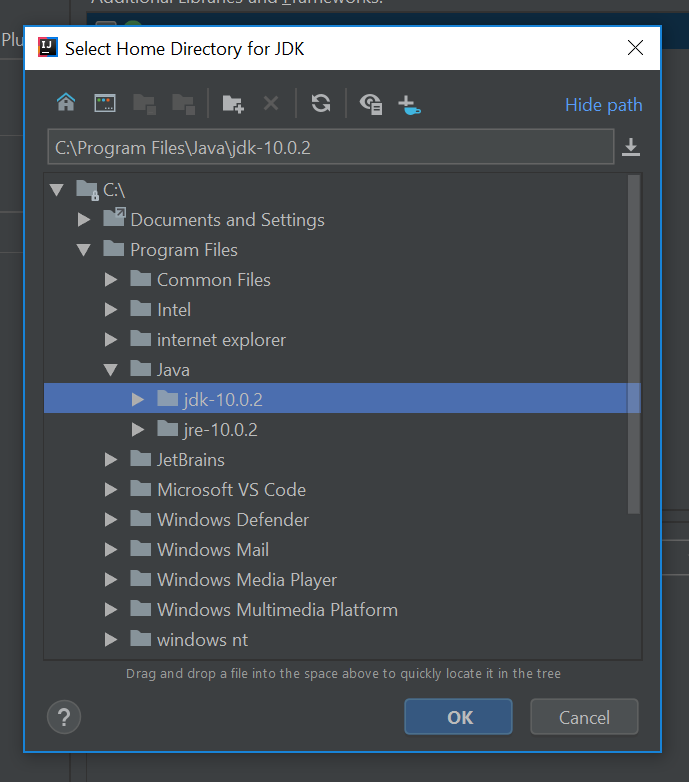 Additional Libraries and Frameworks:
Plu
IJ
Select Home Directory for JDK
Hide path
C:\Program Files\Java\jdk-10.0.2
C:\
Documents and Settings
Program Files
Common Files
Intel
internet explorer
Java
jdk-10.0.2
jre-10.0.2
JetBrains
Microsoft VS Code
Windows Defender
Windows Mail
Windows Media Player
Windows Multimedia Platform
windows nt
Drag and drop a file into the space above to quickly locate it in the tree
?
OK
Cancel